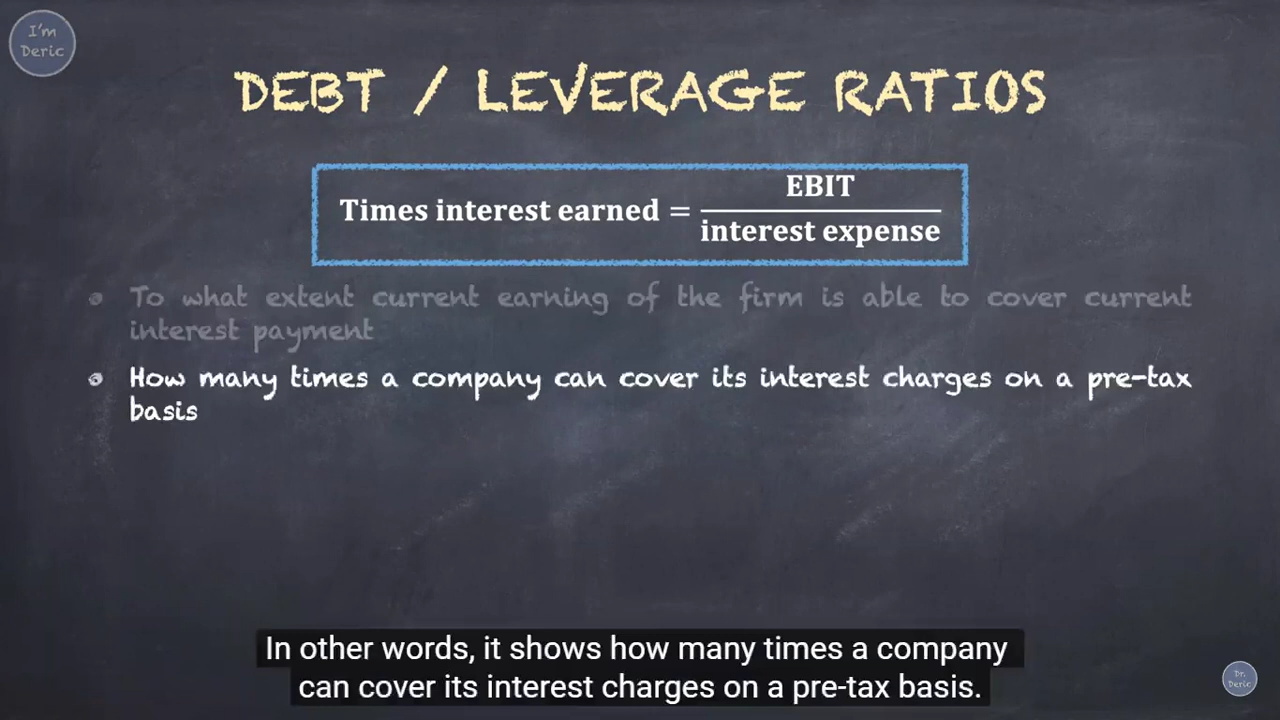 I'm
Deric
DEBT / LEVERAGE RATIOS
Times interest earned = EBIT / interest expense
To what extent current earning of the firm is able to cover current
interest payment
How many times a company can cover its interest charges on a pre-tax
basis
In other words, it shows how many times a company
can cover its interest charges on a pre-tax basis.
Dr.
Deric